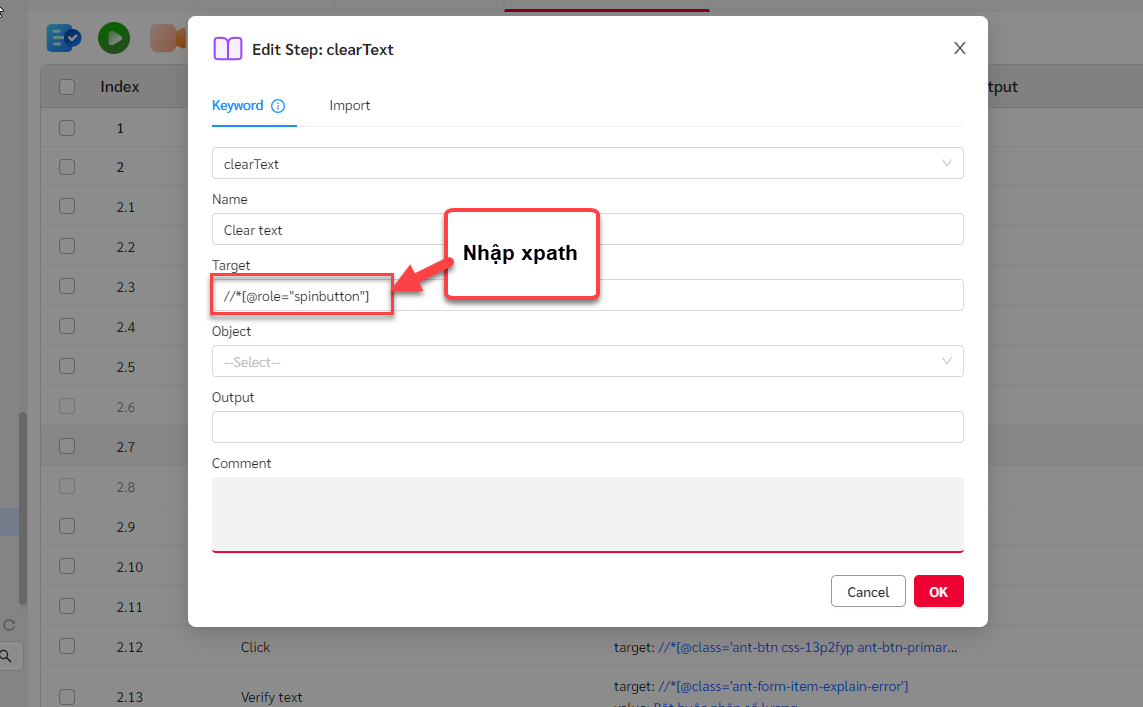 Edit Step: clearText
X
Index
tput
Keyword
Import
1
clearText
2
Name
2.1
Clear text
Nhập xpath
2.2
Target
2.3
//*[@role="spinbutton"]
2.4
Object
2.5
--Select--
2.6
Output
2.7
Comment
2.8
2.9
2.10
Cancel
OK
2.11
2.12
Click
target: //*[@class='ant-btn css-13p2fyp ant-btn-primar...
2.13
Verify text
target: //*[@class='ant-form-item-explain-error']